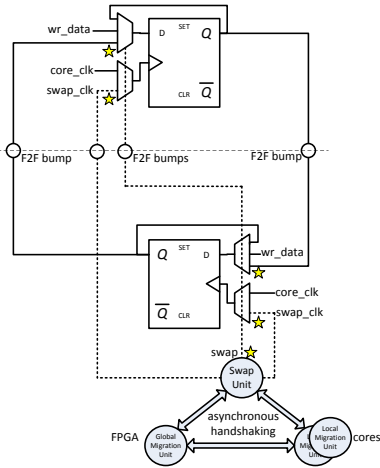 wr_data
D
SET
Q
core_clk
swap_clk
CLR
Q
F2F bump
F2F bumps
F2F bump
Q
SET
D
wr_data
Q
CLR
core_clk
swap_clk
swap
Swap
Unit
asynchronous
handshaking
FPGA
Global
Migration
Unit
Local
Migration
Unit
cores